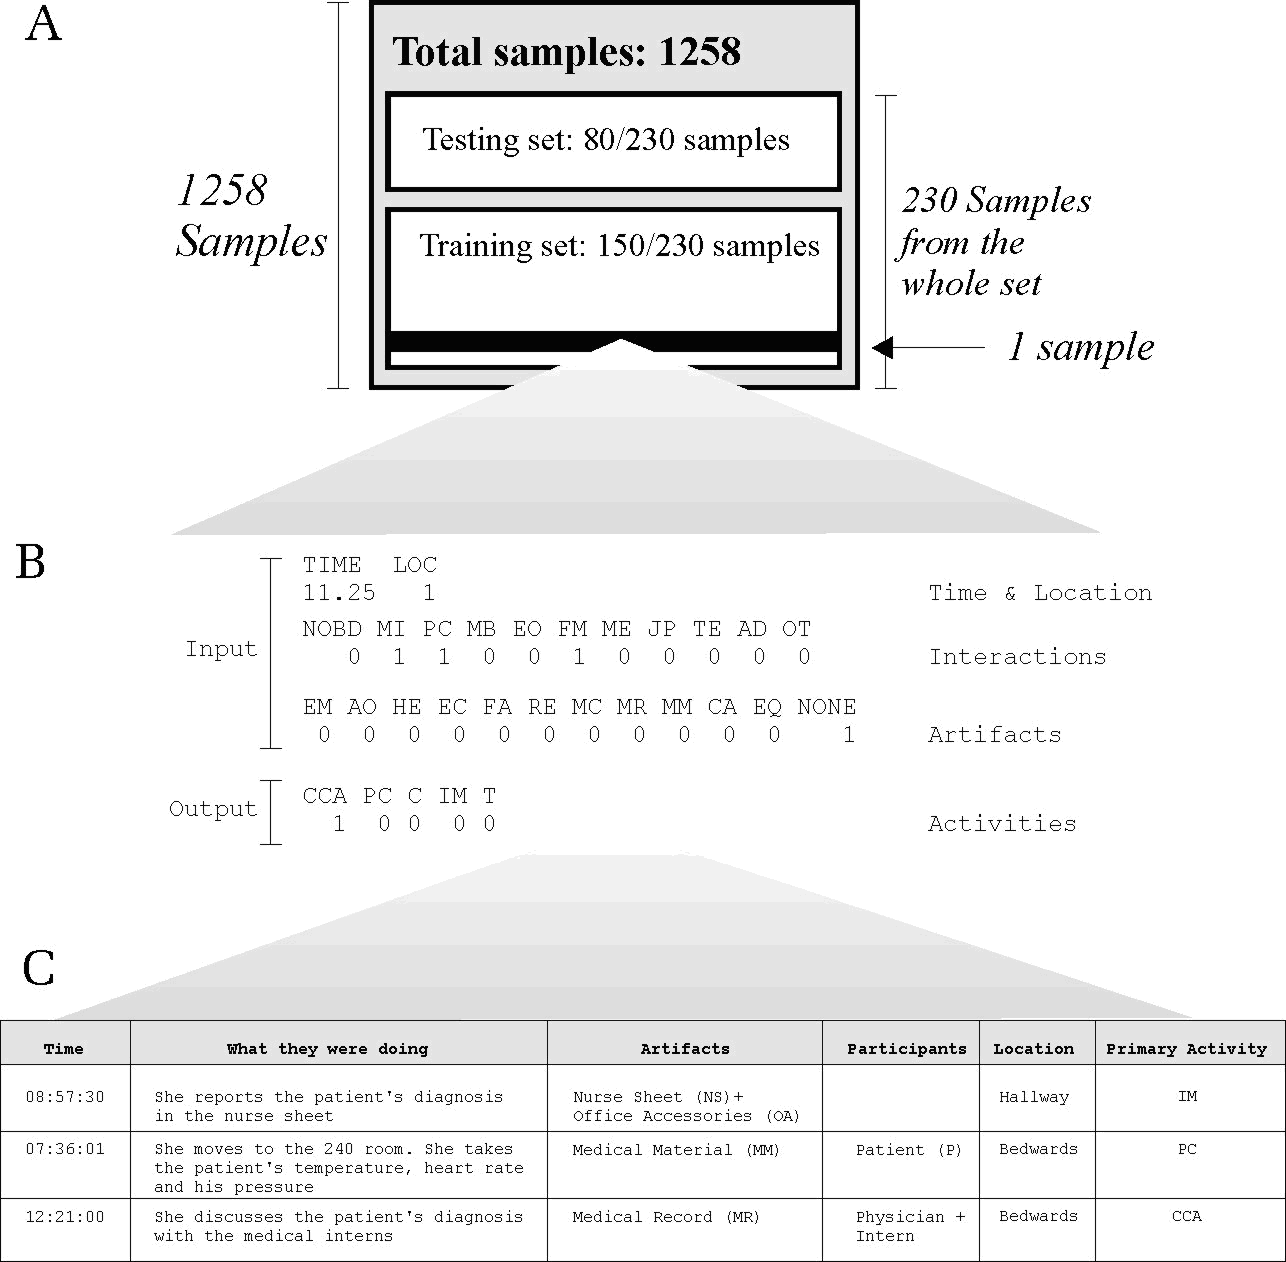 A
Total samples: 1258
Testing set: 80/230 samples
Training set: 150/230 samples
1258
Samples
230 Samples
from the
whole set
1 sample
B
Input
TIME LOC
11.25 1
Time & Location
NOBD MI PC MB EO FM ME JP TE AD OT
0 1 1 0 0 1 0 0 0 0 0
Interactions
EM AO HE EC FA RE MC MR MM CA EQ NONE
0 0 0 0 0 0 0 0 0 0 0 1
Artifacts
Output
CCA PC C IM T
1 0 0 0 0
Activities
C
Time What they were doing Artifacts Participants Location Primary Activity
08:57:30 She reports the patient's diagnosis Nurse Sheet (NS)+ Hallway IM
in the nurse sheet Office Accessories (OA)
07:36:01 She moves to the 240 room. She takes Medical Material (MM) Patient (P) Bedwards PC
the patient's temperature, heart rate
and his pressure
12:21:00 She discusses the patient's diagnosis Medical Record (MR) Physician + Bedwards CCA
with the medical interns Intern